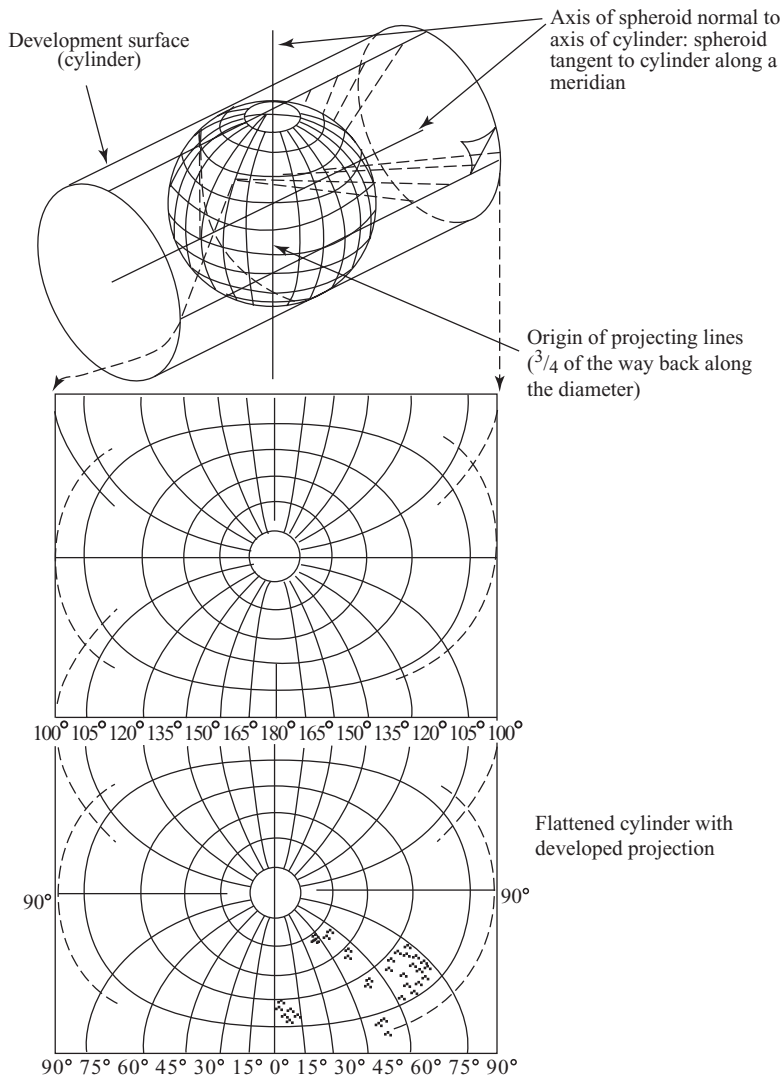 Development surface
(cylinder)
Axis of spheroid normal to
axis of cylinder: spheroid
tangent to cylinder along a
meridian
Origin of projecting lines
(3/4 of the way back along
the diameter)
100° 105° 120° 135° 150° 165° 180° 165° 150° 135° 120° 105° 100°
Flattened cylinder with
developed projection
90° 90°
90° 75° 60° 45° 30° 15° 0° 15° 30° 45° 60° 75° 90°